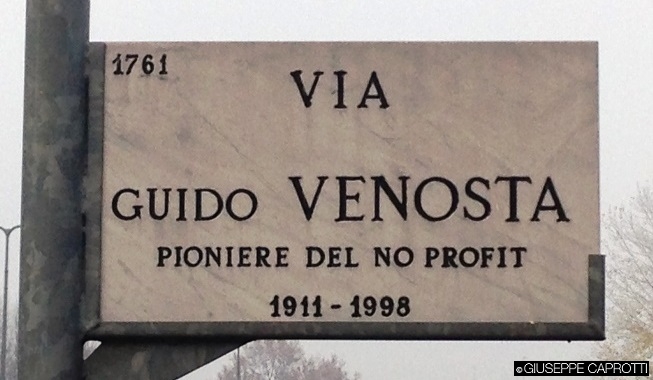 1761
VIA
GUIDO VENOSTA
PIONIERE DEL NO PROFIT
1911 - 1998
© GIUSEPPE CAPROTTI